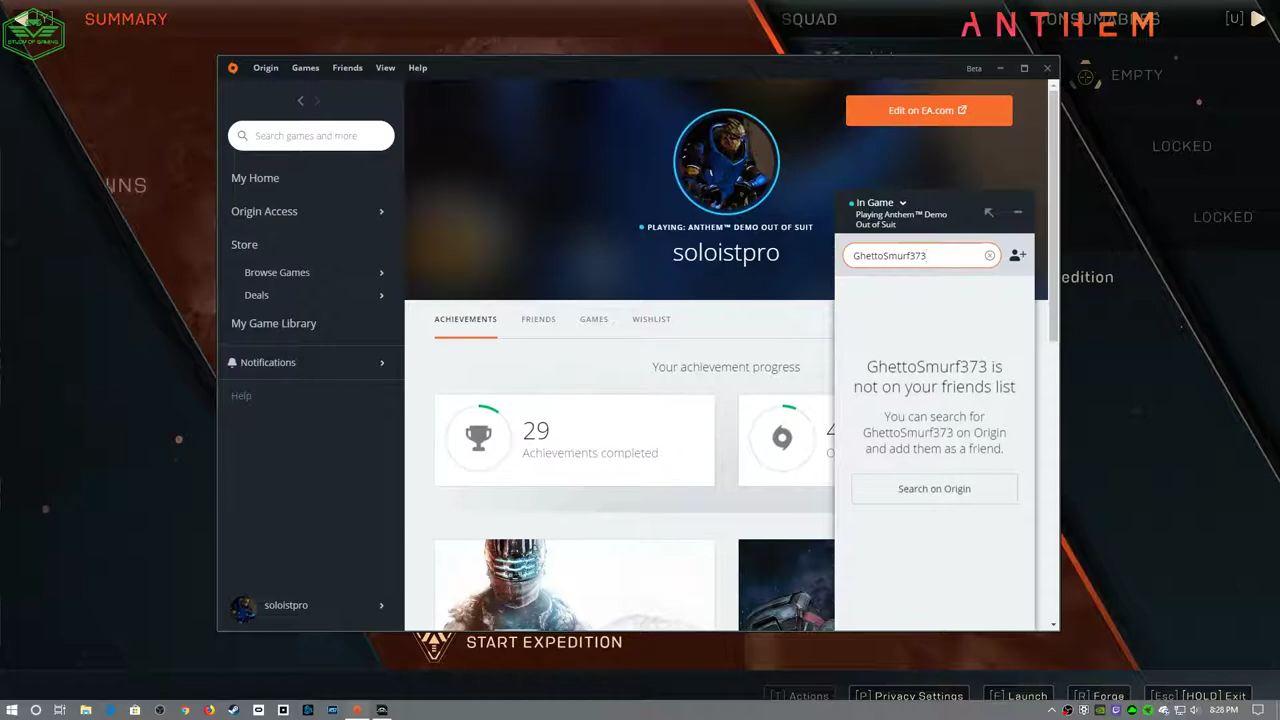 [Y]
SUMMARY
SQUAD
CONSUMABLES
[U]
ANTHEM
STUDY OF GAMING
EMPTY
LOCKED
LOCKED
Origin Games Friends View Help
Beta
Search games and more
My Home
Origin Access
Store
Browse Games
Deals
My Game Library
Notifications
Help
soloistpro
Edit on EA.com
PLAYING: ANTHEM™ DEMO OUT OF SUIT
soloistpro
ACHIEVEMENTS FRIENDS GAMES WISHLIST
Your achievement progress
29
Achievements completed
4
In Game
Playing Anthem™ Demo
Out of Suit
GhettoSmurf373
GhettoSmurf373 is
not on your friends list
You can search for
GhettoSmurf373 on Origin
and add them as a friend.
Search on Origin
START EXPEDITION
[T] Actions [P] Privacy Settings [F] Launch [R] Forge [Esc] [HOLD] Exit
8:28 PM